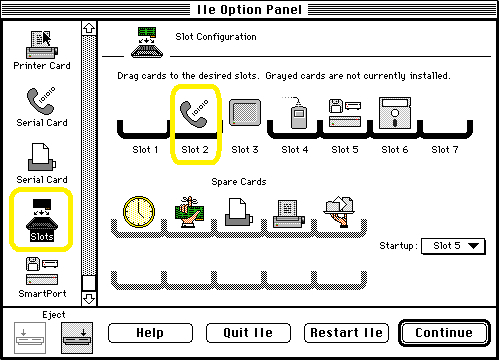 IIe Option Panel
Printer Card
Serial Card
Serial Card
Slots
SmartPort
Slot Configuration
Drag cards to the desired slots. Grayed cards are not currently installed.
Slot 1 Slot 2 Slot 3 Slot 4 Slot 5 Slot 6 Slot 7
Spare Cards
Startup: Slot 5
Eject
Help Quit IIe Restart IIe Continue